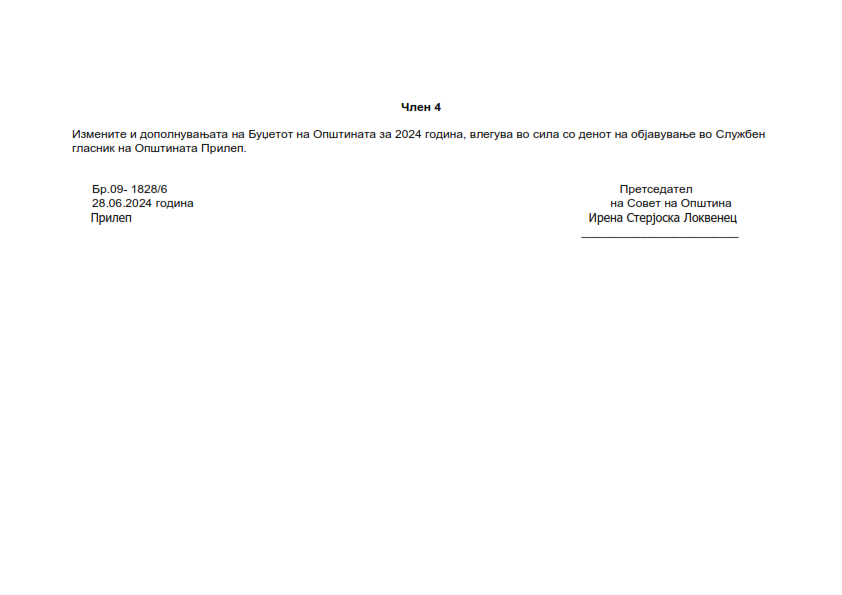 Член 4
Измените и дополнувањата на Буџетот на Општината за 2024 година, влегува во сила со денот на објавување во Службен
гласник на Општината Прилеп.
Бр.09- 1828/6
Претседател
28.06.2024 година
на Совет на Општина
Прилеп
Ирена Стерјоска Локвенец